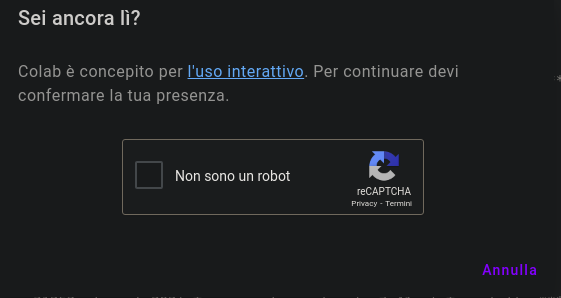 Sei ancora lì?
Colab è concepito per l'uso interattivo. Per continuare devi
confermare la tua presenza.
Non sono un robot
reCAPTCHA
Privacy - Termini
Annulla